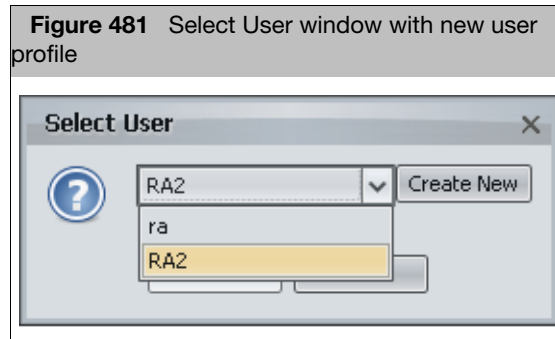 Figure 481 Select User window with new user
profile
Select User
RA2
Create New
ra
RA2